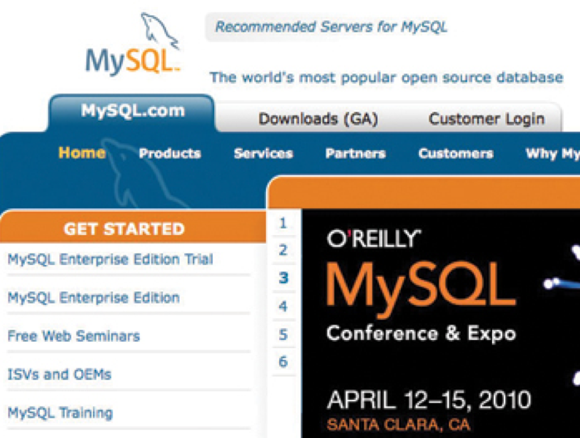 Recommended Servers for MySQL
MySQL™
The world's most popular open source database
MySQL.com
Downloads (GA)
Customer Login
Home Products Services Partners Customers Why My
GET STARTED
MySQL Enterprise Edition Trial
MySQL Enterprise Edition
Free Web Seminars
ISVs and OEMs
MySQL Training
1
2
3
4
5
6
O'REILLY®
MySQL
Conference & Expo
APRIL 12–15, 2010
SANTA CLARA, CA